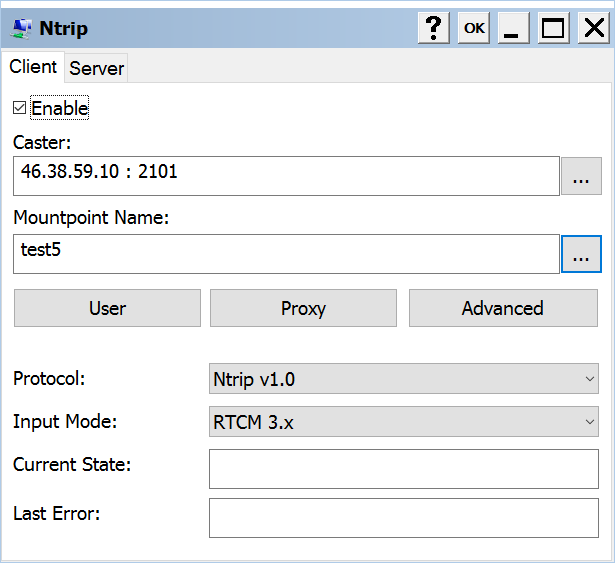 Ntrip ? OK
Client Server
Enable
Caster:
46.38.59.10 : 2101 ...
Mountpoint Name:
test5 ...
User Proxy Advanced
Protocol: Ntrip v1.0
Input Mode: RTCM 3.x
Current State:
Last Error: